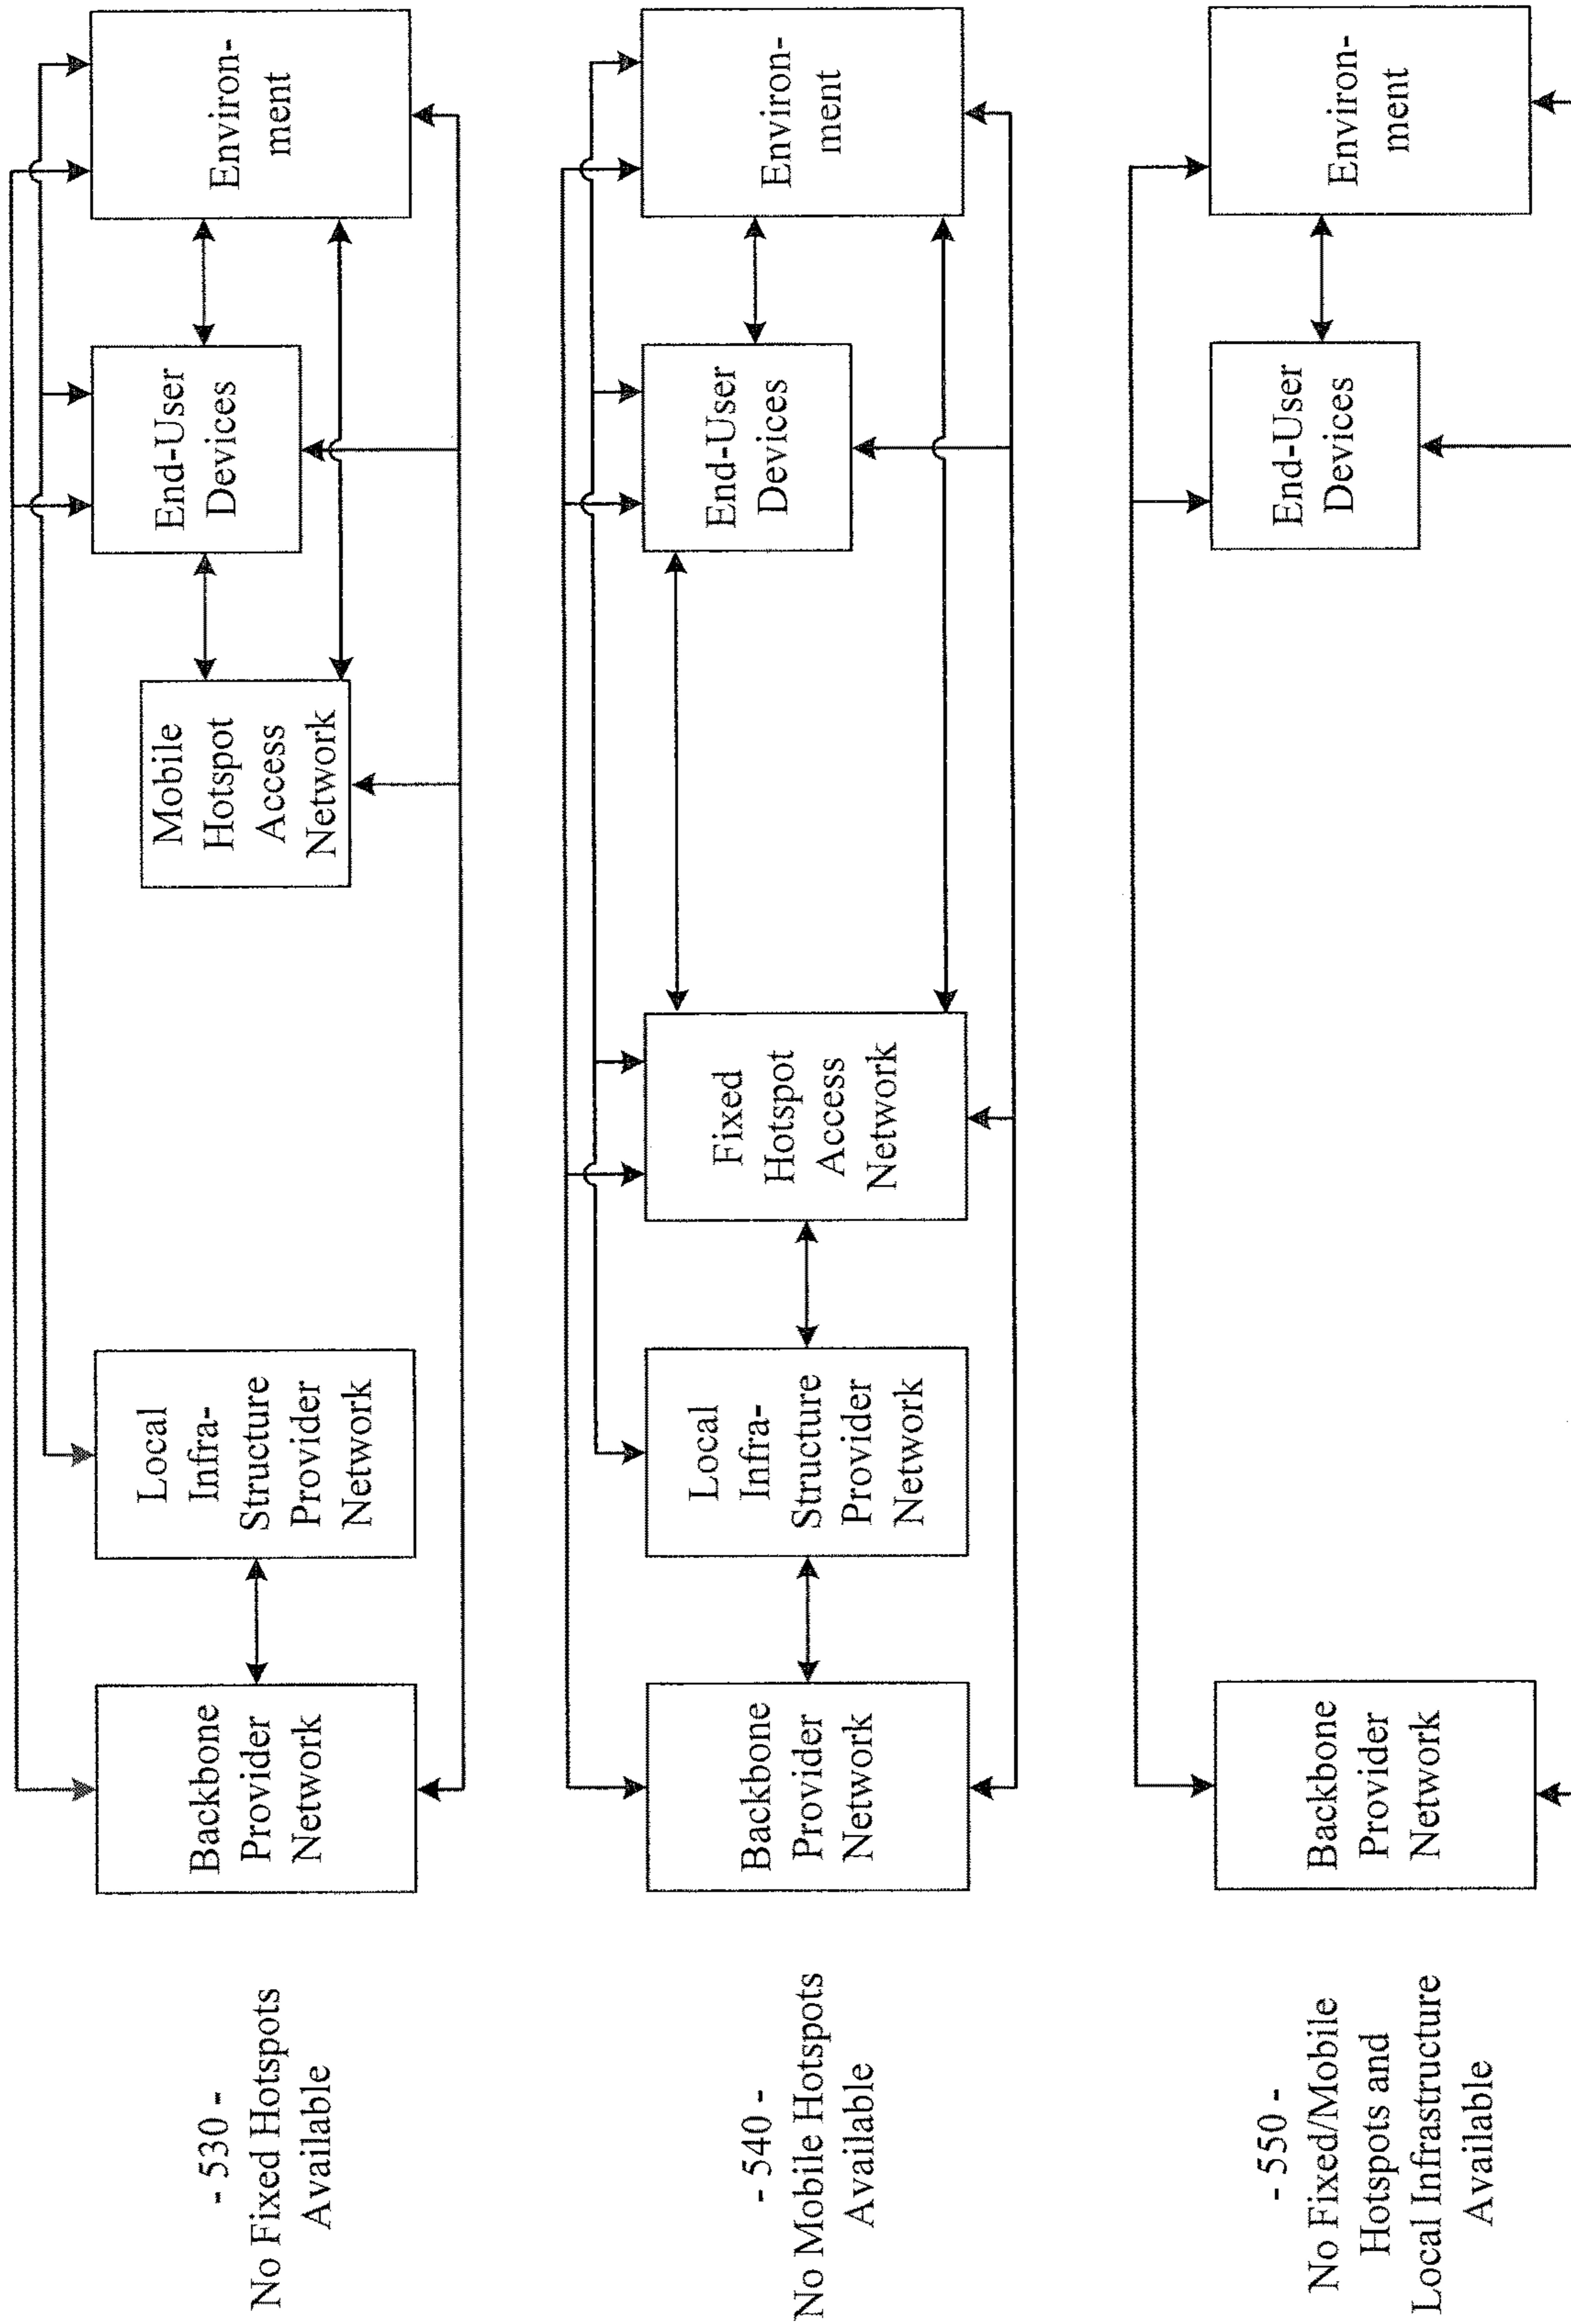 - 530 -
No Fixed Hotspots
Available
Backbone
Provider
Network
Local
Infra-
Structure
Provider
Network
Mobile
Hotspot
Access
Network
End-User
Devices
Environ-
ment
- 540 -
No Mobile Hotspots
Available
Backbone
Provider
Network
Local
Infra-
Structure
Provider
Network
Fixed
Hotspot
Access
Network
End-User
Devices
Environ-
ment
- 550 -
No Fixed/Mobile
Hotspots and
Local Infrastructure
Available
Backbone
Provider
Network
End-User
Devices
Environ-
ment